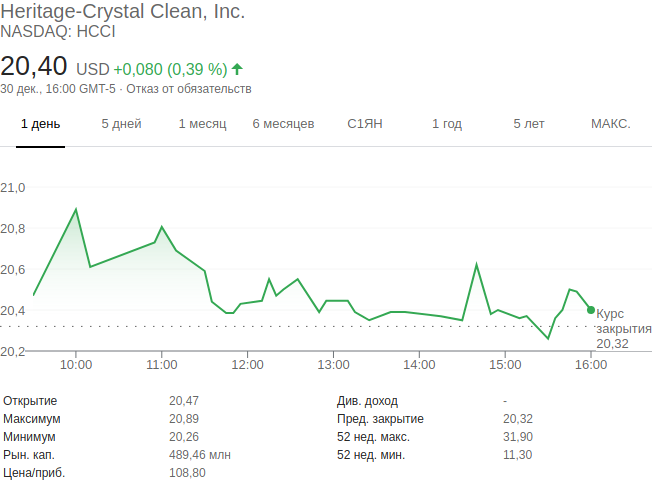 Heritage-Crystal Clean, Inc.
NASDAQ: HCCI
20,40 USD +0,080 (0,39 %)
30 дек., 16:00 GMT-5 · Отказ от обязательств
1 день 5 дней 1 месяц 6 месяцев С1ЯН 1 год 5 лет МАКС.
21,0
20,8
20,6
20,4
20,2
Курс
закрытия
20,32
10:00 11:00 12:00 13:00 14:00 15:00 16:00
Открытие 20,47 Див. доход -
Максимум 20,89 Пред. закрытие 20,32
Минимум 20,26 52 нед. макс. 31,90
Рын. кап. 489,46 млн 52 нед. мин. 11,30
Цена/приб. 108,80